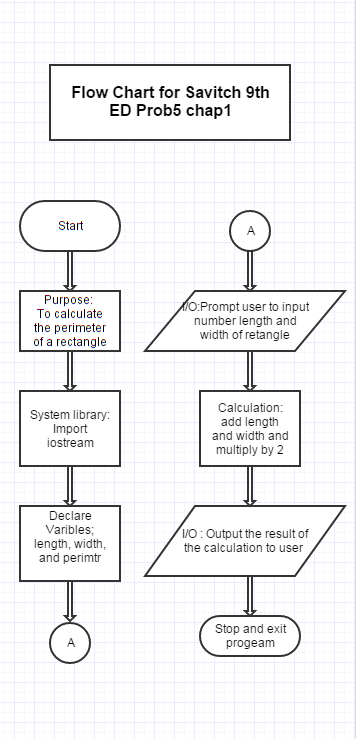 Flow Chart for Savitch 9th
ED Prob5 chap1
Start
Purpose:
To calculate
the perimeter
of a rectangle
System library:
Import
iostream
Declare
Varibles;
length, width,
and perimtr
A
A
I/O:Prompt user to input
number length and
width of retangle
Calculation:
add length
and width and
multiply by 2
I/O : Output the result of
the calculation to user
Stop and exit
progeam